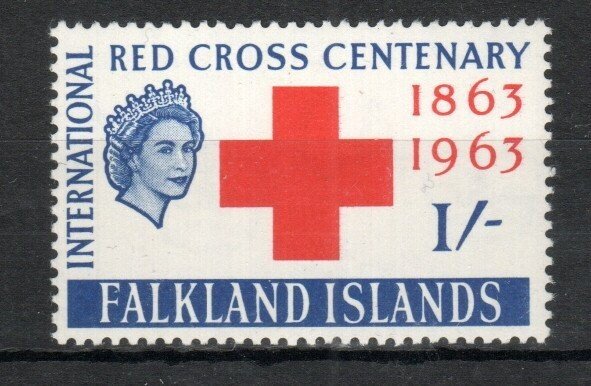 INTERNATIONAL
RED CROSS CENTENARY
1863
1963
1/-
FALKLAND ISLANDS